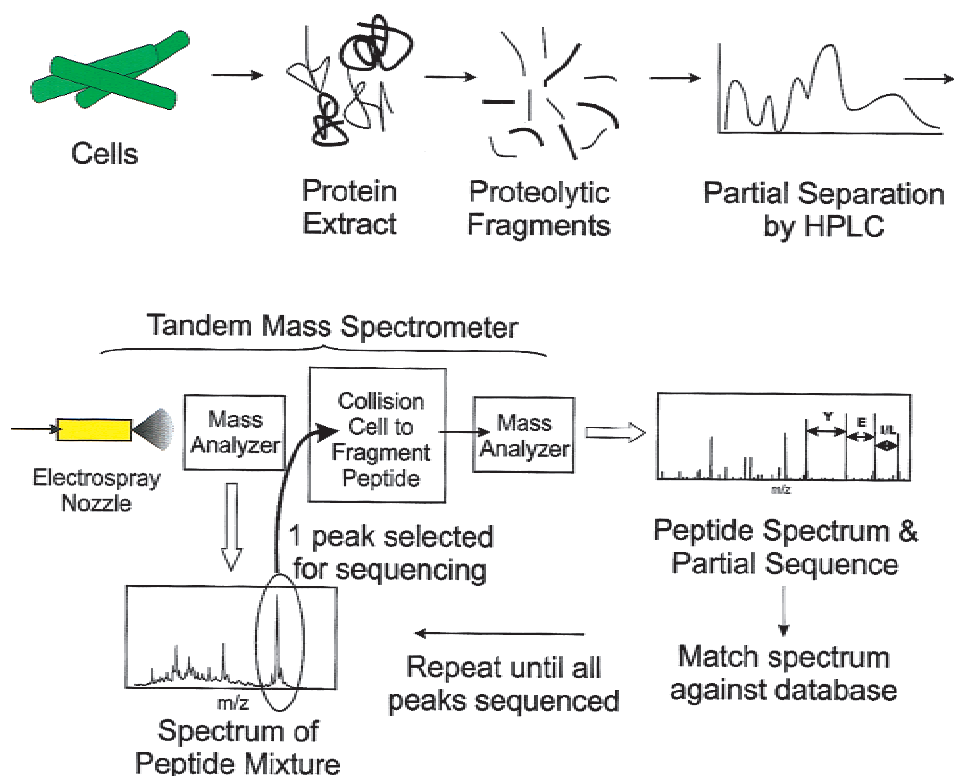 Cells
Protein
Extract
Proteolytic
Fragments
Partial Separation
by HPLC
Tandem Mass Spectrometer
Electrospray
Nozzle
Mass
Analyzer
Collision
Cell to
Fragment
Peptide
Mass
Analyzer
Y
E
I/L
m/z
Peptide Spectrum &
Partial Sequence
1 peak selected
for sequencing
m/z
Spectrum of
Peptide Mixture
Repeat until all
peaks sequenced
Match spectrum
against database